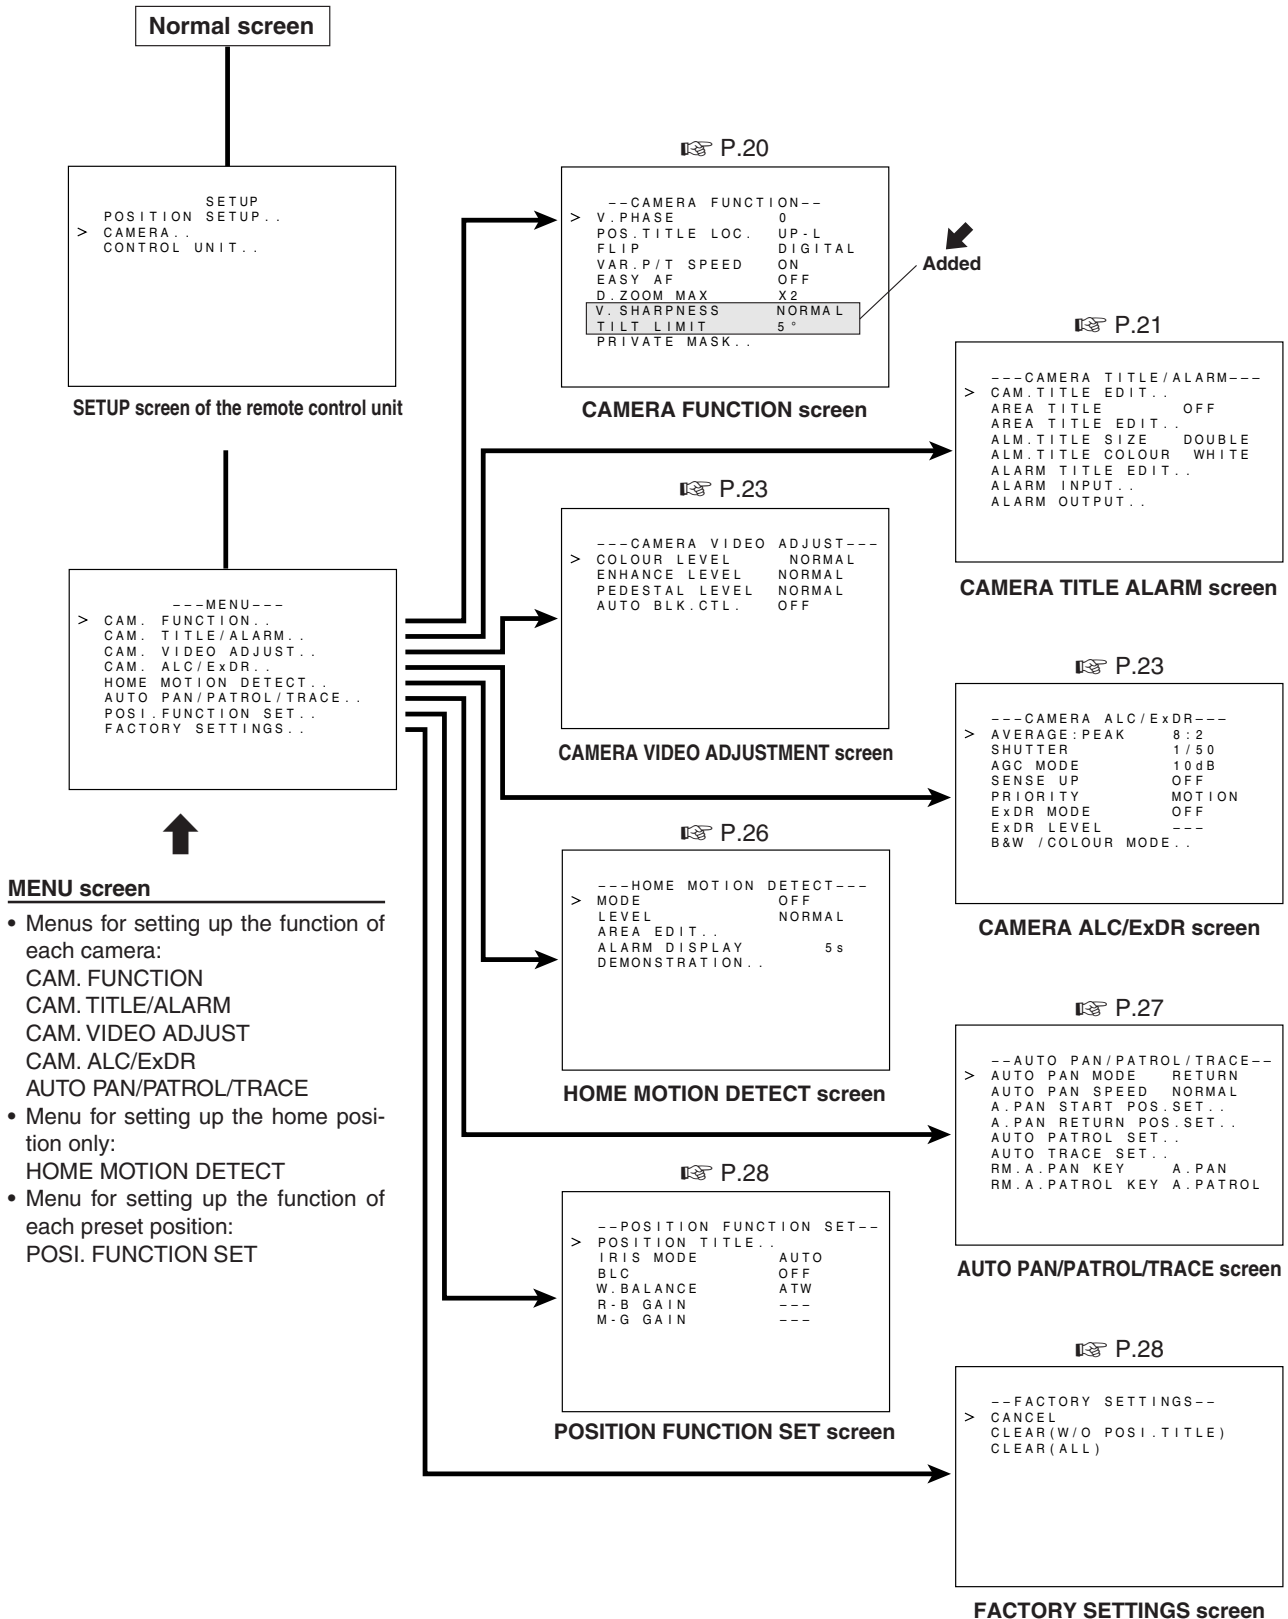 Normal screen
SETUP
POSITION SETUP..
> CAMERA..
CONTROL UNIT..
SETUP screen of the remote control unit
---MENU---
> CAM. FUNCTION..
CAM. TITLE/ALARM..
CAM. VIDEO ADJUST..
CAM. ALC/ExDR..
HOME MOTION DETECT..
AUTO PAN/PATROL/TRACE..
POSI.FUNCTION SET..
FACTORY SETTINGS..
MENU screen
• Menus for setting up the function of
each camera:
CAM. FUNCTION
CAM. TITLE/ALARM
CAM. VIDEO ADJUST
CAM. ALC/ExDR
AUTO PAN/PATROL/TRACE
• Menu for setting up the home posi-
tion only:
HOME MOTION DETECT
• Menu for setting up the function of
each preset position:
POSI. FUNCTION SET
☞ P.20
--CAMERA FUNCTION--
> V.PHASE 0
POS.TITLE LOC. UP-L
FLIP DIGITAL
VAR.P/T SPEED ON
EASY AF OFF
D.ZOOM MAX X2
V.SHARPNESS NORMAL
TILT LIMIT 5°
PRIVATE MASK..
Added
CAMERA FUNCTION screen
☞ P.23
---CAMERA VIDEO ADJUST---
> COLOUR LEVEL NORMAL
ENHANCE LEVEL NORMAL
PEDESTAL LEVEL NORMAL
AUTO BLK.CTL. OFF
CAMERA VIDEO ADJUSTMENT screen
☞ P.26
---HOME MOTION DETECT---
> MODE OFF
LEVEL NORMAL
AREA EDIT..
ALARM DISPLAY 5s
DEMONSTRATION..
HOME MOTION DETECT screen
☞ P.28
--POSITION FUNCTION SET--
> POSITION TITLE..
IRIS MODE AUTO
BLC OFF
W.BALANCE ATW
R-B GAIN ---
M-G GAIN ---
POSITION FUNCTION SET screen
☞ P.21
---CAMERA TITLE/ALARM---
> CAM.TITLE EDIT..
AREA TITLE OFF
AREA TITLE EDIT..
ALM.TITLE SIZE DOUBLE
ALM.TITLE COLOUR WHITE
ALARM TITLE EDIT..
ALARM INPUT..
ALARM OUTPUT..
CAMERA TITLE ALARM screen
☞ P.23
---CAMERA ALC/ExDR---
> AVERAGE:PEAK 8:2
SHUTTER 1/50
AGC MODE 10dB
SENSE UP OFF
PRIORITY MOTION
ExDR MODE OFF
ExDR LEVEL ---
B&W /COLOUR MODE..
CAMERA ALC/ExDR screen
☞ P.27
--AUTO PAN/PATROL/TRACE--
> AUTO PAN MODE RETURN
AUTO PAN SPEED NORMAL
A.PAN START POS.SET..
A.PAN RETURN POS.SET..
AUTO PATROL SET..
AUTO TRACE SET..
RM.A.PAN KEY A.PAN
RM.A.PATROL KEY A.PATROL
AUTO PAN/PATROL/TRACE screen
☞ P.28
--FACTORY SETTINGS--
> CANCEL
CLEAR(W/O POSI.TITLE)
CLEAR(ALL)
FACTORY SETTINGS screen